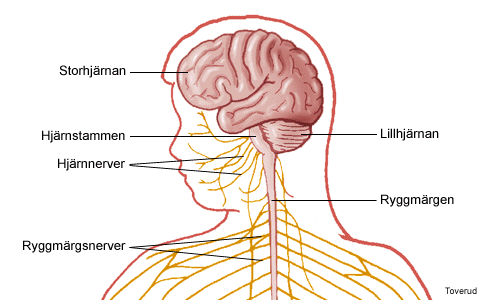 Storhjärnan
Hjärnstammen
Lillhjärnan
Hjärnnerver
Ryggmärgen
Ryggmärgsnerver
Toverud